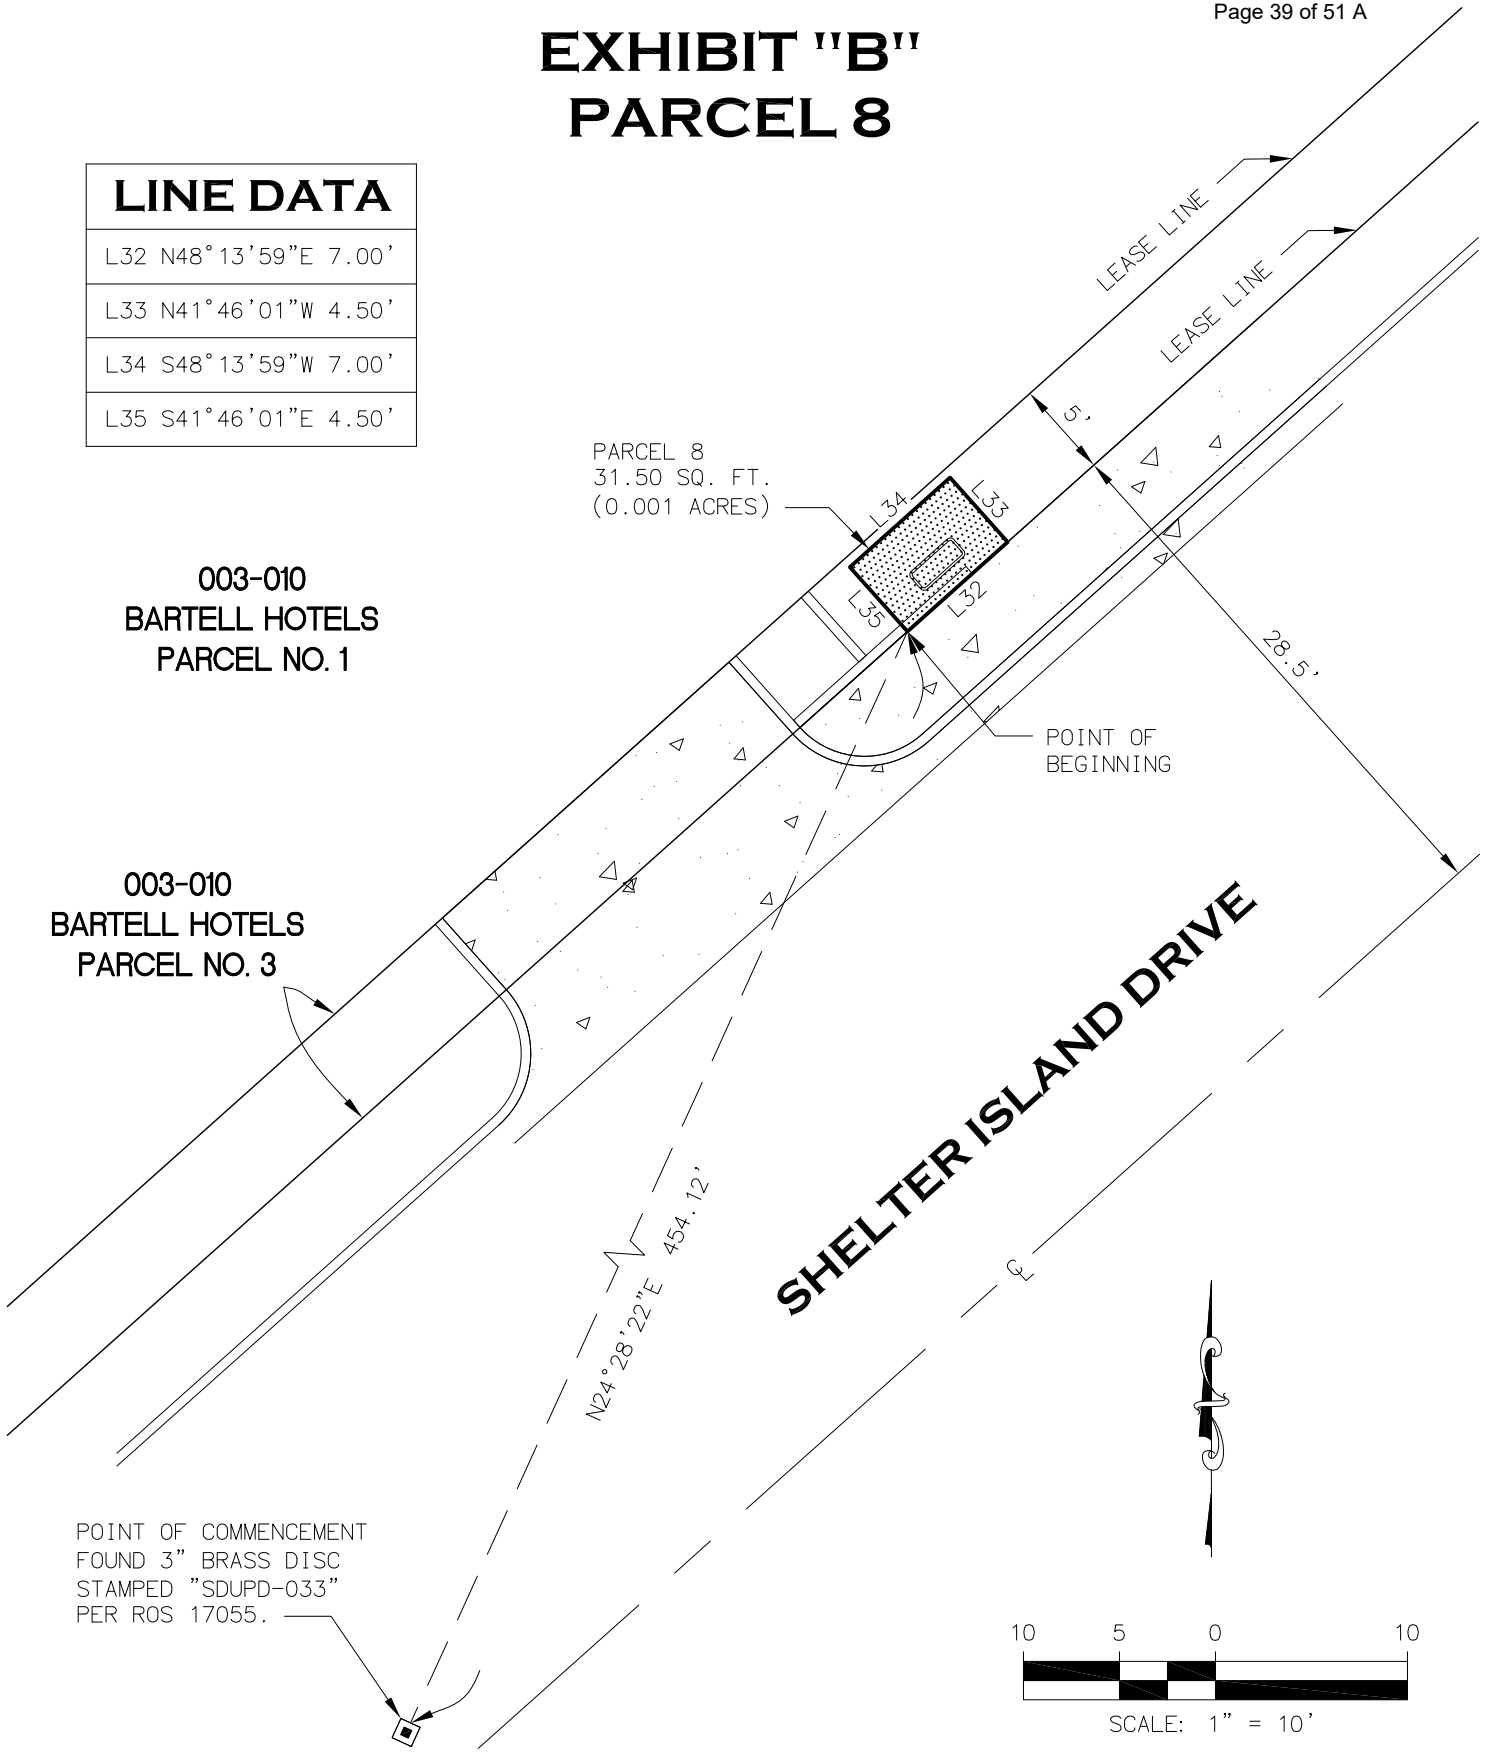 Page 39 of 51 A
EXHIBIT "B"
PARCEL 8
LINE DATA
L32 N48°13'59"E 7.00'
L33 N41°46'01"W 4.50'
L34 S48°13'59"W 7.00'
L35 S41°46'01"E 4.50'
LEASE LINE
LEASE LINE
5'
PARCEL 8
31.50 SQ. FT.
(0.001 ACRES)
L34
L33
L35
L32
003-010
BARTELL HOTELS
PARCEL NO. 1
28.5'
POINT OF
BEGINNING
003-010
BARTELL HOTELS
PARCEL NO. 3
SHELTER ISLAND DRIVE
N24°28'22"E 454.12'
CL
POINT OF COMMENCEMENT
FOUND 3" BRASS DISC
STAMPED "SDUPD-033"
PER ROS 17055.
10 5 0 10
SCALE: 1" = 10'